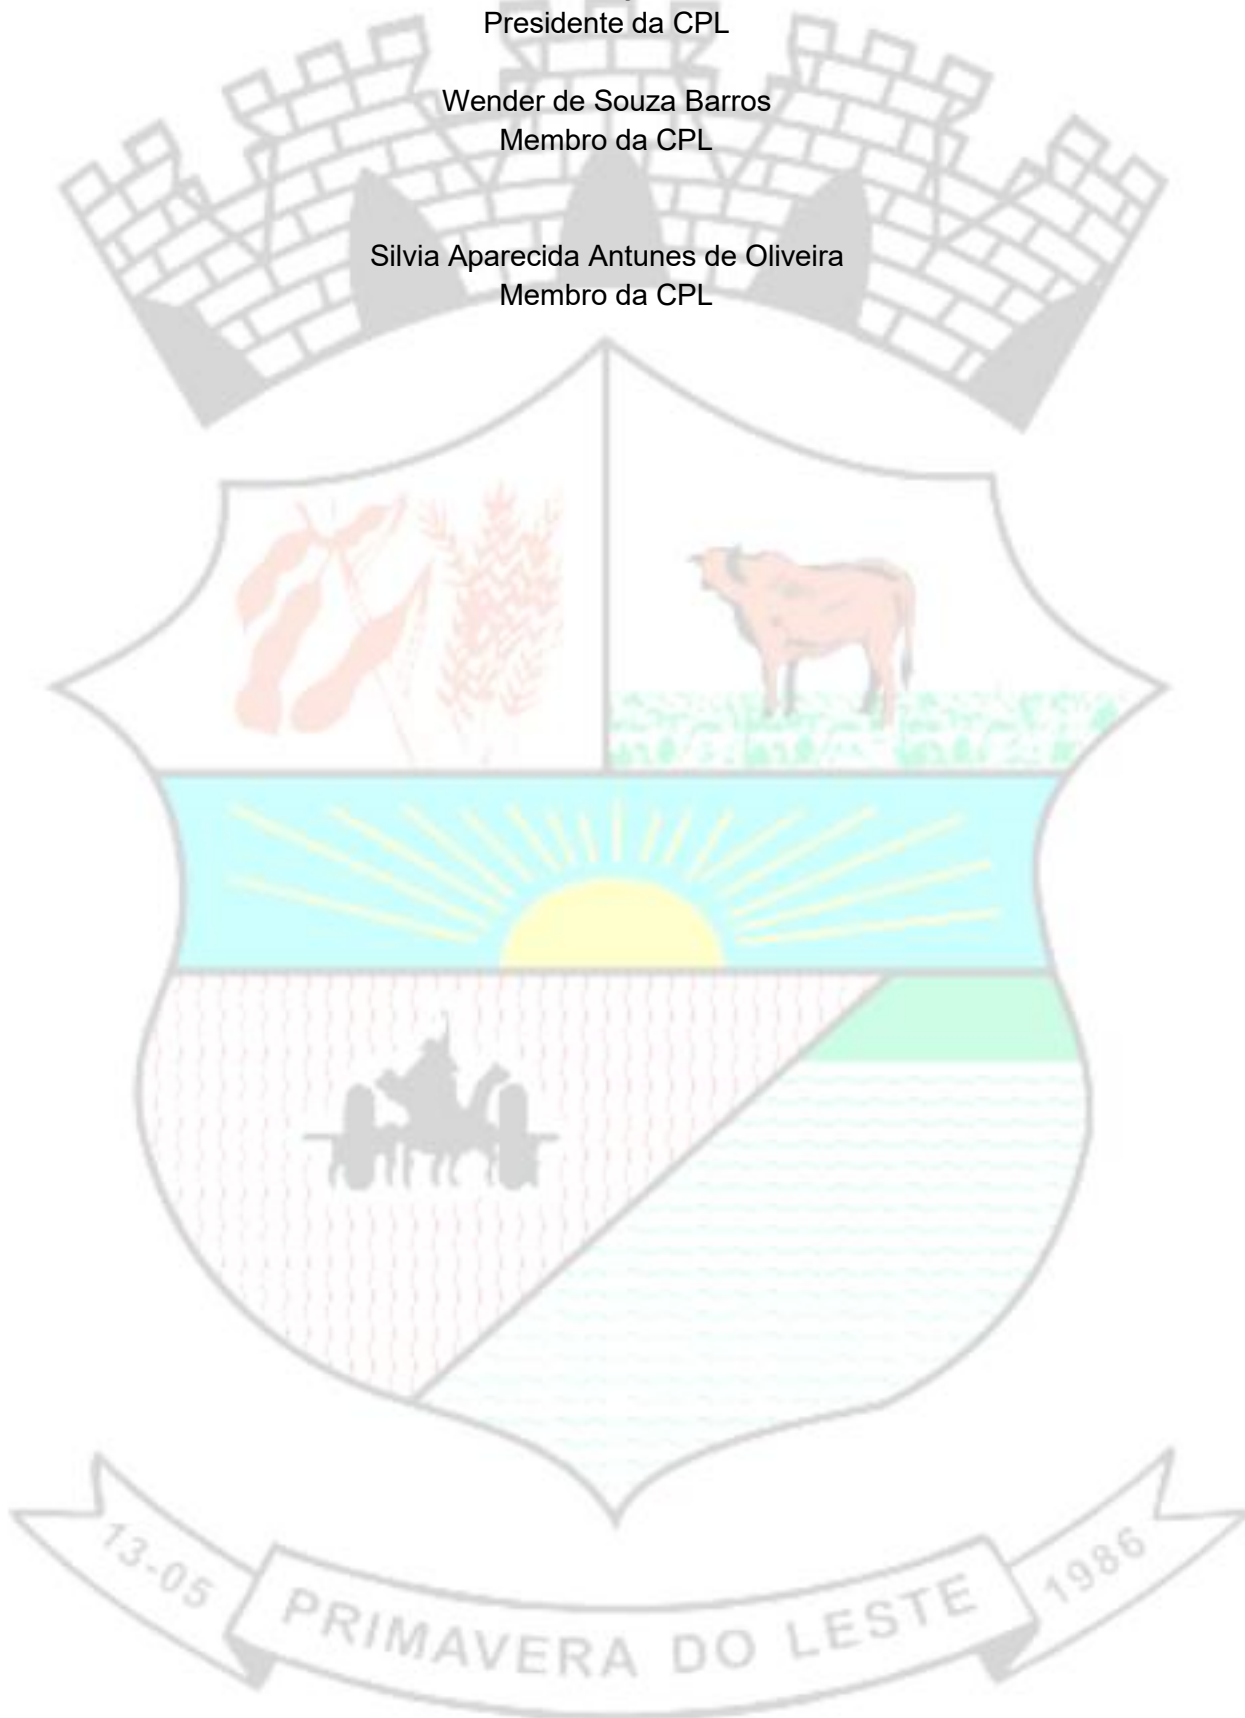 Presidente da CPL
Wender de Souza Barros
Membro da CPL
Silvia Aparecida Antunes de Oliveira
Membro da CPL
13-05
PRIMAVERA DO LESTE
1986